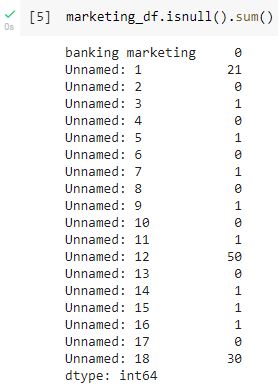 [5] marketing_df.isnull().sum()
0s
banking marketing 0
Unnamed: 1 21
Unnamed: 2 0
Unnamed: 3 1
Unnamed: 4 0
Unnamed: 5 1
Unnamed: 6 0
Unnamed: 7 1
Unnamed: 8 0
Unnamed: 9 1
Unnamed: 10 0
Unnamed: 11 1
Unnamed: 12 50
Unnamed: 13 0
Unnamed: 14 1
Unnamed: 15 1
Unnamed: 16 1
Unnamed: 17 0
Unnamed: 18 30
dtype: int64